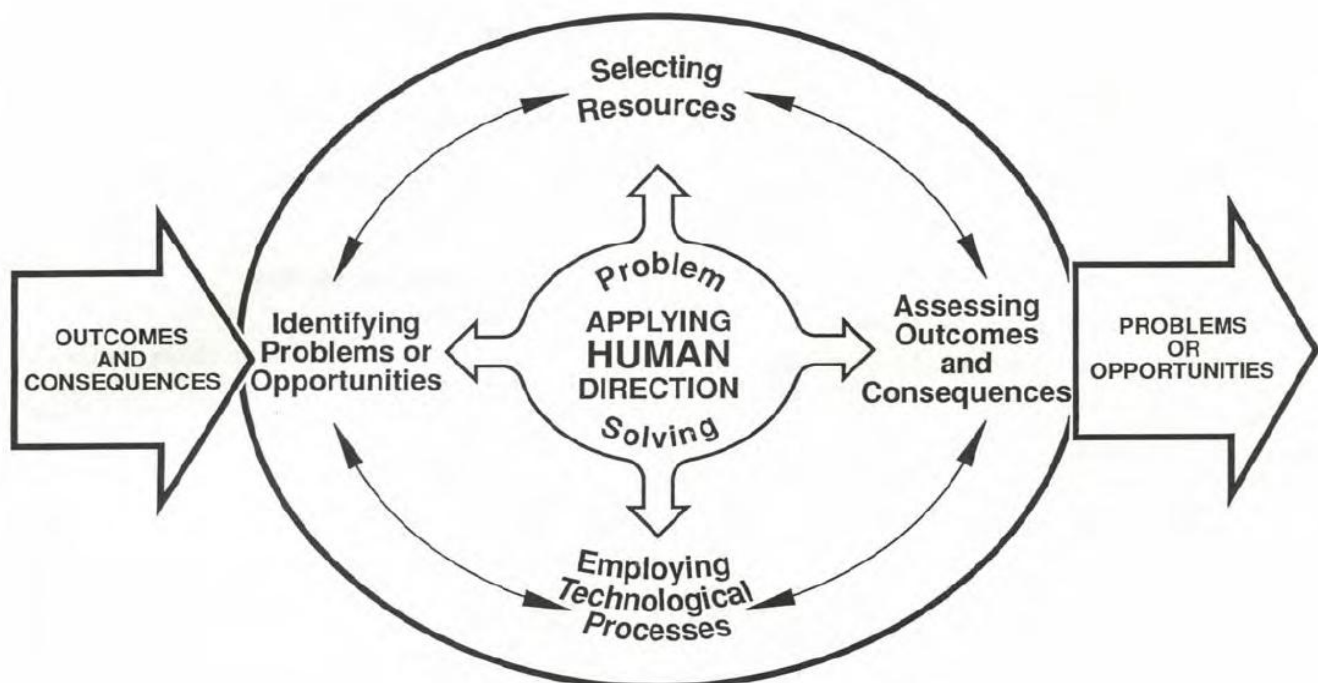 Selecting
Resources
OUTCOMES
AND
CONSEQUENCES
Identifying
Problems or
Opportunities
Problem
APPLYING
HUMAN
DIRECTION
Solving
Assessing
Outcomes
and
Consequences
PROBLEMS
OR
OPPORTUNITIES
Employing
Technological
Processes